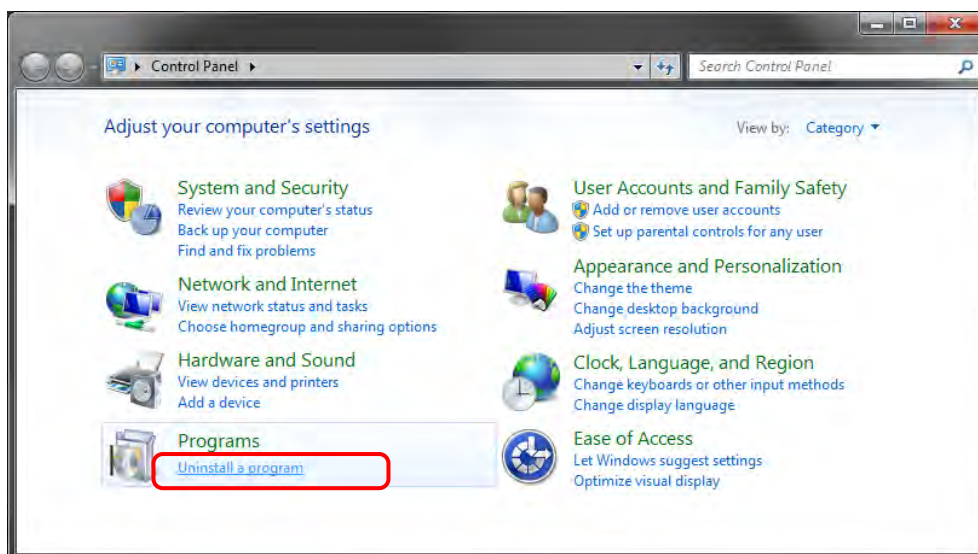 Control Panel
Search Control Panel
Adjust your computer's settings
View by: Category
System and Security
Review your computer's status
Back up your computer
Find and fix problems
Network and Internet
View network status and tasks
Choose homegroup and sharing options
Hardware and Sound
View devices and printers
Add a device
Programs
Uninstall a program
User Accounts and Family Safety
Add or remove user accounts
Set up parental controls for any user
Appearance and Personalization
Change the theme
Change desktop background
Adjust screen resolution
Clock, Language, and Region
Change keyboards or other input methods
Change display language
Ease of Access
Let Windows suggest settings
Optimize visual display